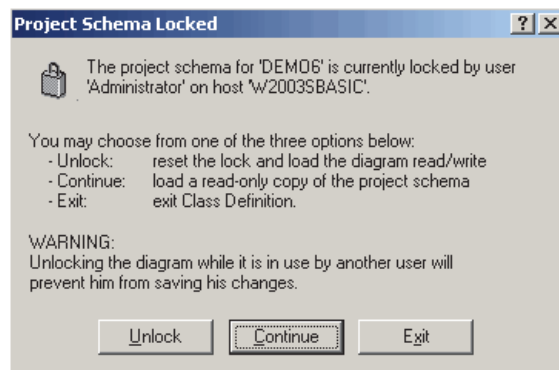 Project Schema Locked
The project schema for 'DEMO6' is currently locked by user
'Administrator' on host 'W2003SBASIC'.
You may choose from one of the three options below:
- Unlock: reset the lock and load the diagram read/write
- Continue: load a read-only copy of the project schema
- Exit: exit Class Definition.
WARNING:
Unlocking the diagram while it is in use by another user will
prevent him from saving his changes.
Unlock Continue Exit